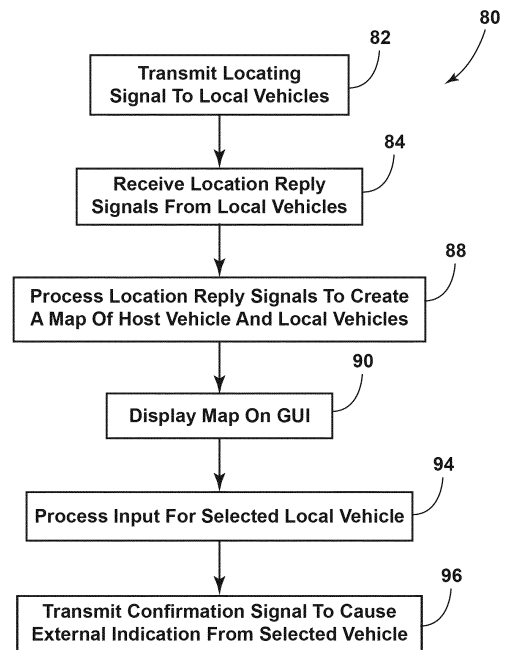 80
82
Transmit Locating
Signal To Local Vehicles
84
Receive Location Reply
Signals From Local Vehicles
88
Process Location Reply Signals To Create
A Map Of Host Vehicle And Local Vehicles
90
Display Map On GUI
94
Process Input For Selected Local Vehicle
96
Transmit Confirmation Signal To Cause
External Indication From Selected Vehicle